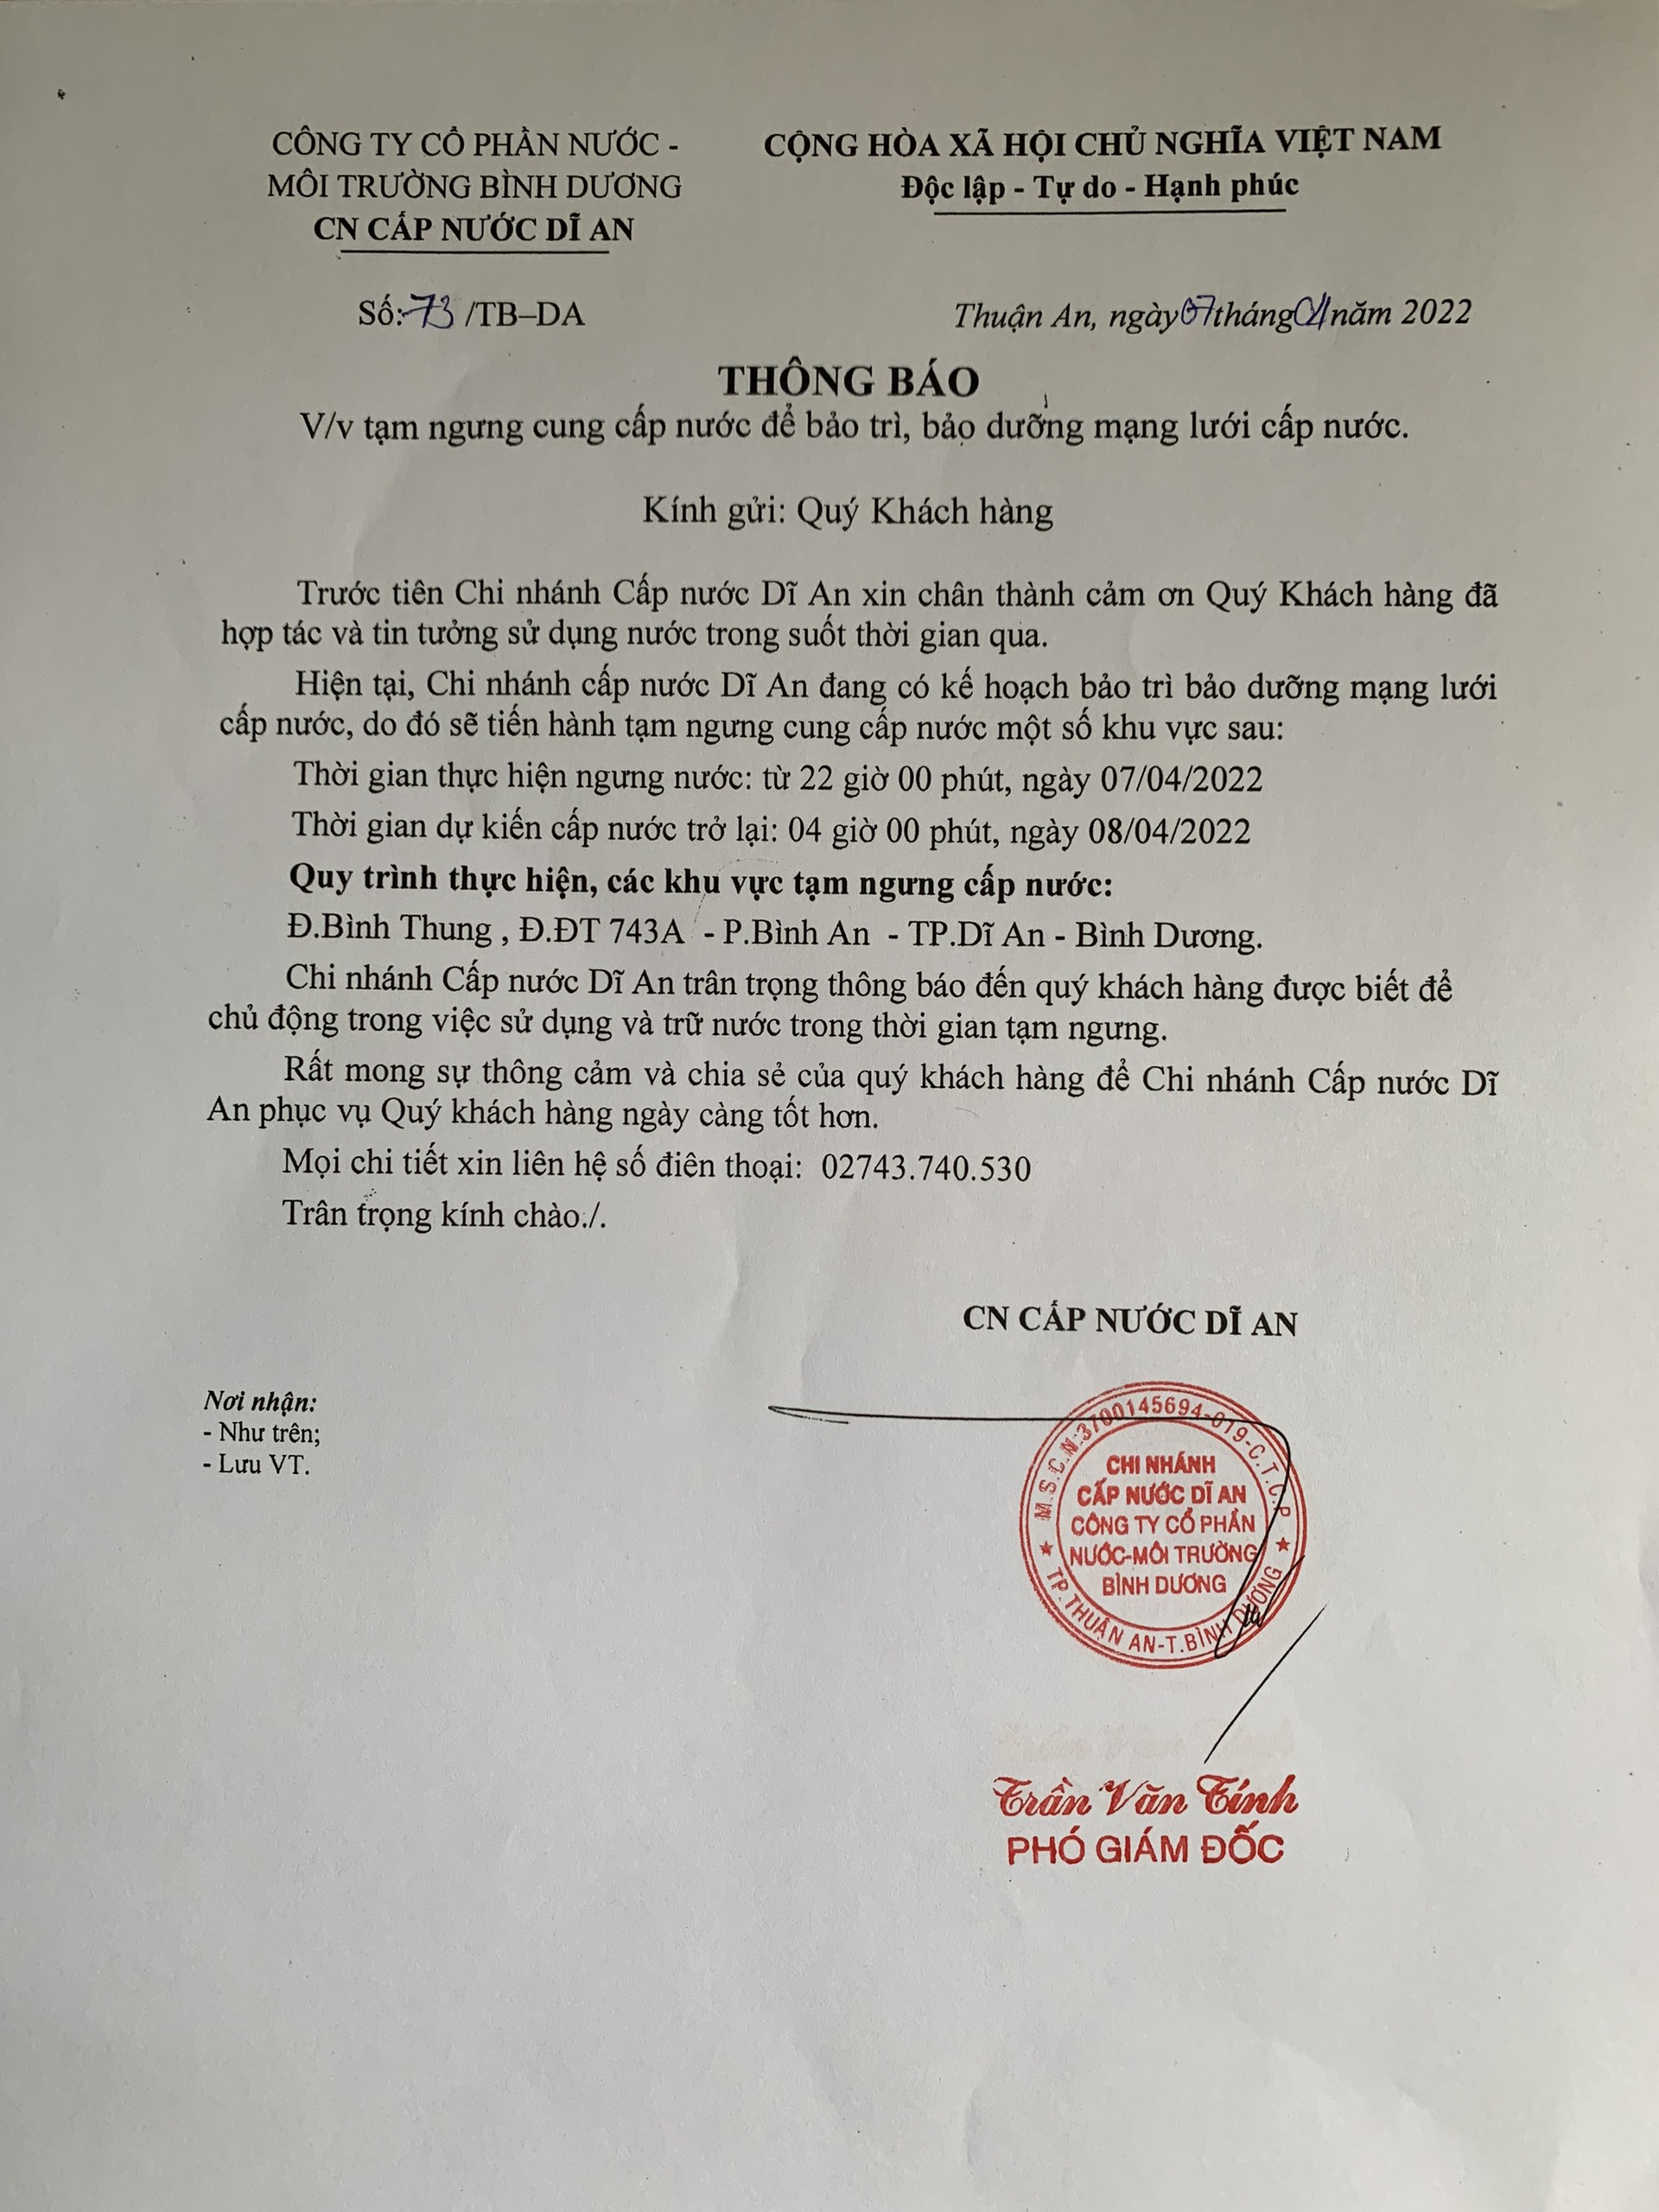 CÔNG TY CỔ PHẦN NƯỚC -
MÔI TRƯỜNG BÌNH DƯƠNG
CN CẤP NƯỚC DĨ AN
CỘNG HÒA XÃ HỘI CHỦ NGHĨA VIỆT NAM
Độc lập - Tự do - Hạnh phúc
Số: 73 /TB–DA
Thuận An, ngày 07 tháng 04 năm 2022
THÔNG BÁO
V/v tạm ngưng cung cấp nước để bảo trì, bảo dưỡng mạng lưới cấp nước.
Kính gửi: Quý Khách hàng
Trước tiên Chi nhánh Cấp nước Dĩ An xin chân thành cảm ơn Quý Khách hàng đã
hợp tác và tin tưởng sử dụng nước trong suốt thời gian qua.
Hiện tại, Chi nhánh cấp nước Dĩ An đang có kế hoạch bảo trì bảo dưỡng mạng lưới
cấp nước, do đó sẽ tiến hành tạm ngưng cung cấp nước một số khu vực sau:
Thời gian thực hiện ngưng nước: từ 22 giờ 00 phút, ngày 07/04/2022
Thời gian dự kiến cấp nước trở lại: 04 giờ 00 phút, ngày 08/04/2022
Quy trình thực hiện, các khu vực tạm ngưng cấp nước:
Đ.Bình Thung , Đ.ĐT 743A - P.Bình An - TP.Dĩ An - Bình Dương.
Chi nhánh Cấp nước Dĩ An trân trọng thông báo đến quý khách hàng được biết để
chủ động trong việc sử dụng và trữ nước trong thời gian tạm ngưng.
Rất mong sự thông cảm và chia sẻ của quý khách hàng để Chi nhánh Cấp nước Dĩ
An phục vụ Quý khách hàng ngày càng tốt hơn.
Mọi chi tiết xin liên hệ số điên thoại: 02743.740.530
Trân trọng kính chào./.
CN CẤP NƯỚC DĨ AN
Nơi nhận:
- Như trên;
- Lưu VT.
M.S.C.N:3700145694-019-C.T.C.P
CHI NHÁNH
CẤP NƯỚC DĨ AN
CÔNG TY CỔ PHẦN
NƯỚC-MÔI TRƯỜNG
BÌNH DƯƠNG
TP.THUẬN AN-T.BÌNH DƯƠNG
Trần Văn Tính
PHÓ GIÁM ĐỐC